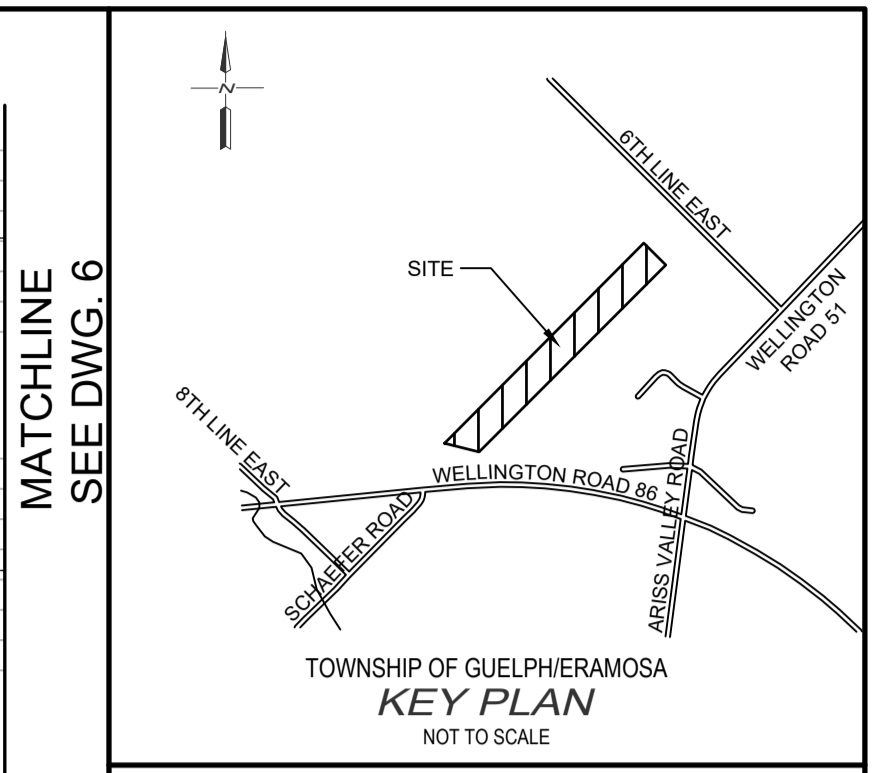 MATCHLINE
SEE DWG. 6
N
6TH LINE EAST
SITE
WELLINGTON
ROAD 51
8TH LINE EAST
WELLINGTON ROAD 86
SCHAEFER ROAD
ARISS VALLEY ROAD
TOWNSHIP OF GUELPH/ERAMOSA
KEY PLAN
NOT TO SCALE